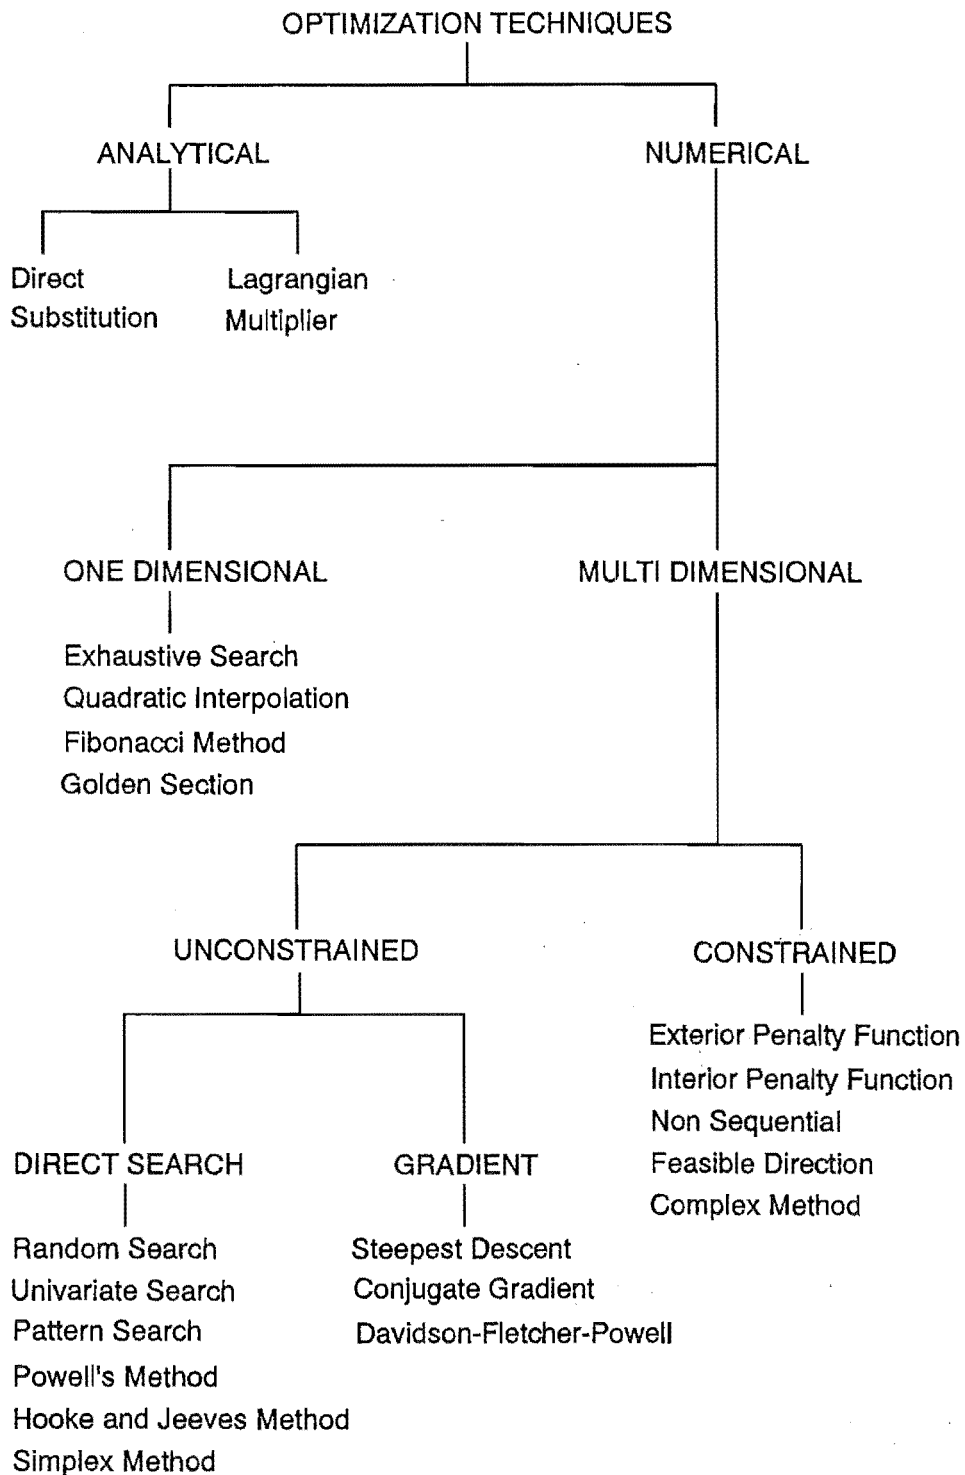 OPTIMIZATION TECHNIQUES
ANALYTICAL
NUMERICAL
Direct
Substitution
Lagrangian
Multiplier
ONE DIMENSIONAL
MULTI DIMENSIONAL
Exhaustive Search
Quadratic Interpolation
Fibonacci Method
Golden Section
UNCONSTRAINED
CONSTRAINED
Exterior Penalty Function
Interior Penalty Function
Non Sequential
Feasible Direction
Complex Method
DIRECT SEARCH
GRADIENT
Random Search
Univariate Search
Pattern Search
Powell's Method
Hooke and Jeeves Method
Simplex Method
Steepest Descent
Conjugate Gradient
Davidson-Fletcher-Powell